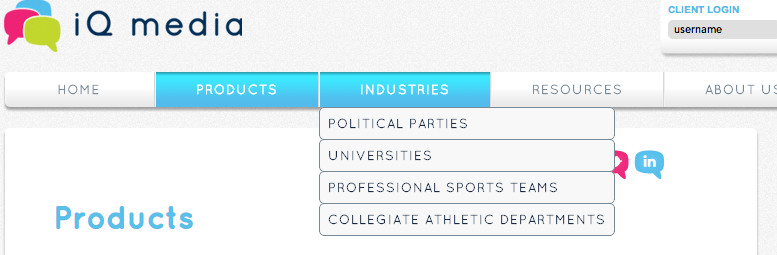 iQ media
CLIENT LOGIN
username
HOME PRODUCTS INDUSTRIES RESOURCES ABOUT US
POLITICAL PARTIES
UNIVERSITIES
in
PROFESSIONAL SPORTS TEAMS
Products
COLLEGIATE ATHLETIC DEPARTMENTS